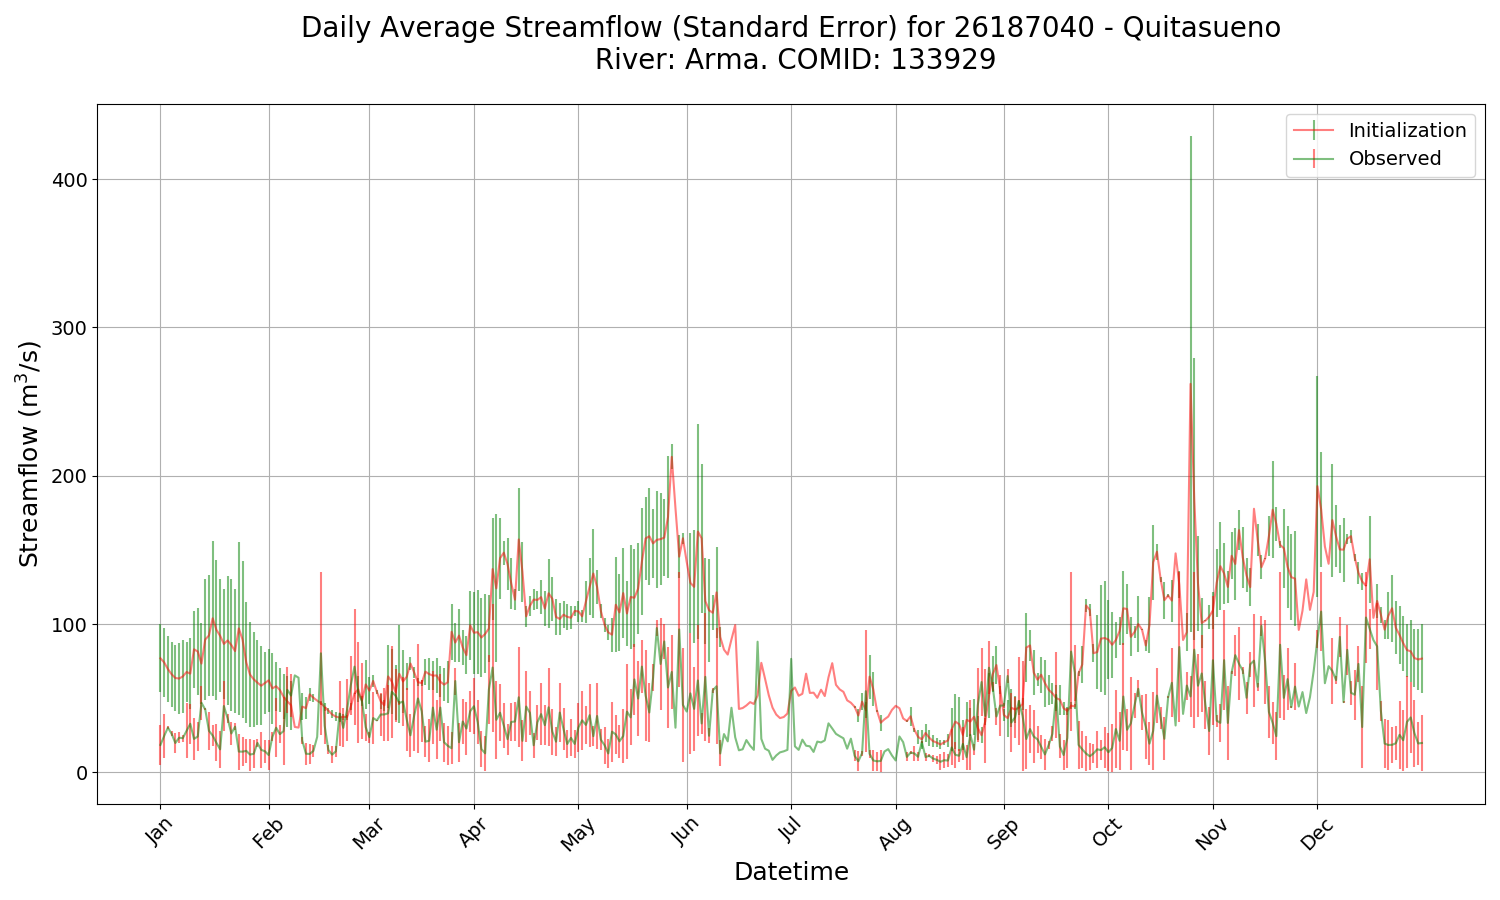 Daily Average Streamflow (Standard Error) for 26187040 - Quitasueno
River: Arma. COMID: 133929
Initialization
Observed
400
300
200
100
0
Streamflow (m³/s)
Jan
Feb
Mar
Apr
May
Jun
Jul
Aug
Sep
Oct
Nov
Dec
Datetime